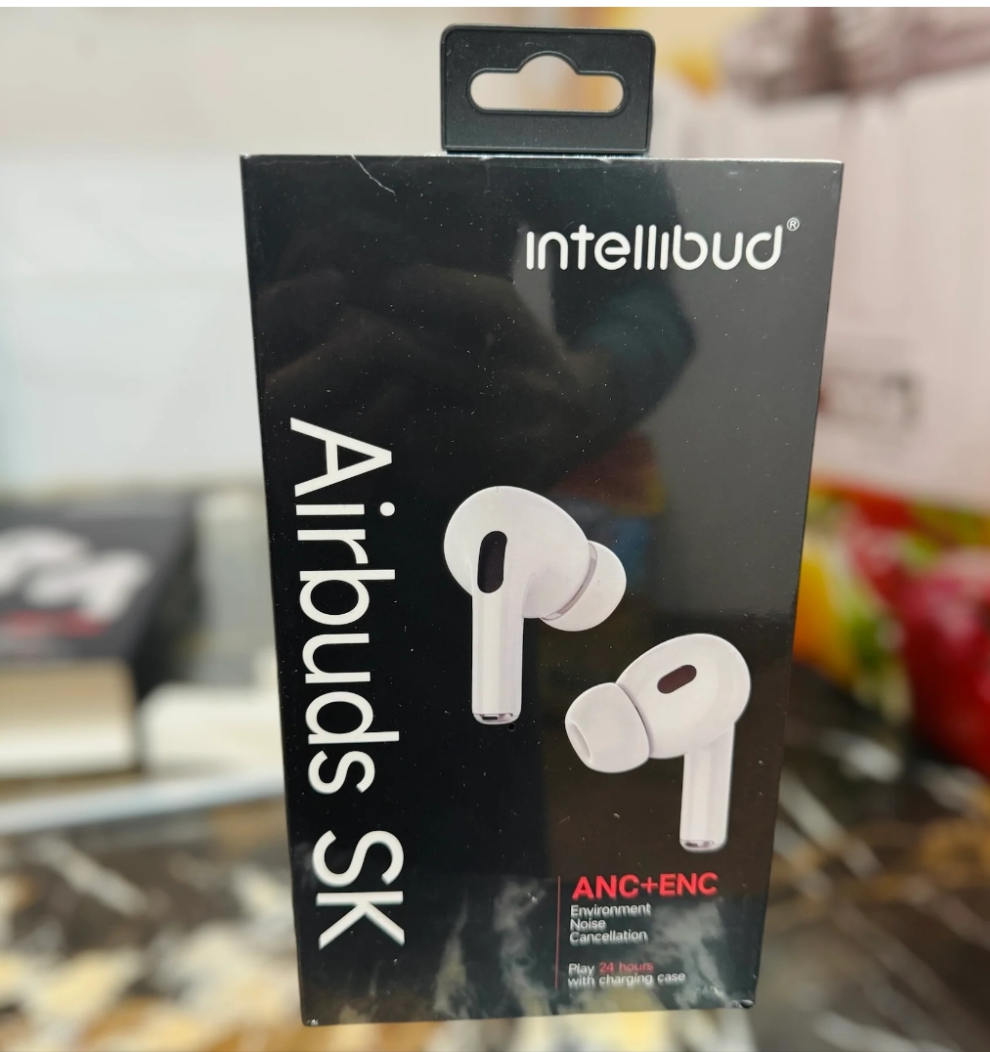 intellibud®
Airbuds SK
ANC+ENC
Environment
Noise
Cancellation
Play 24 hours
with charging case